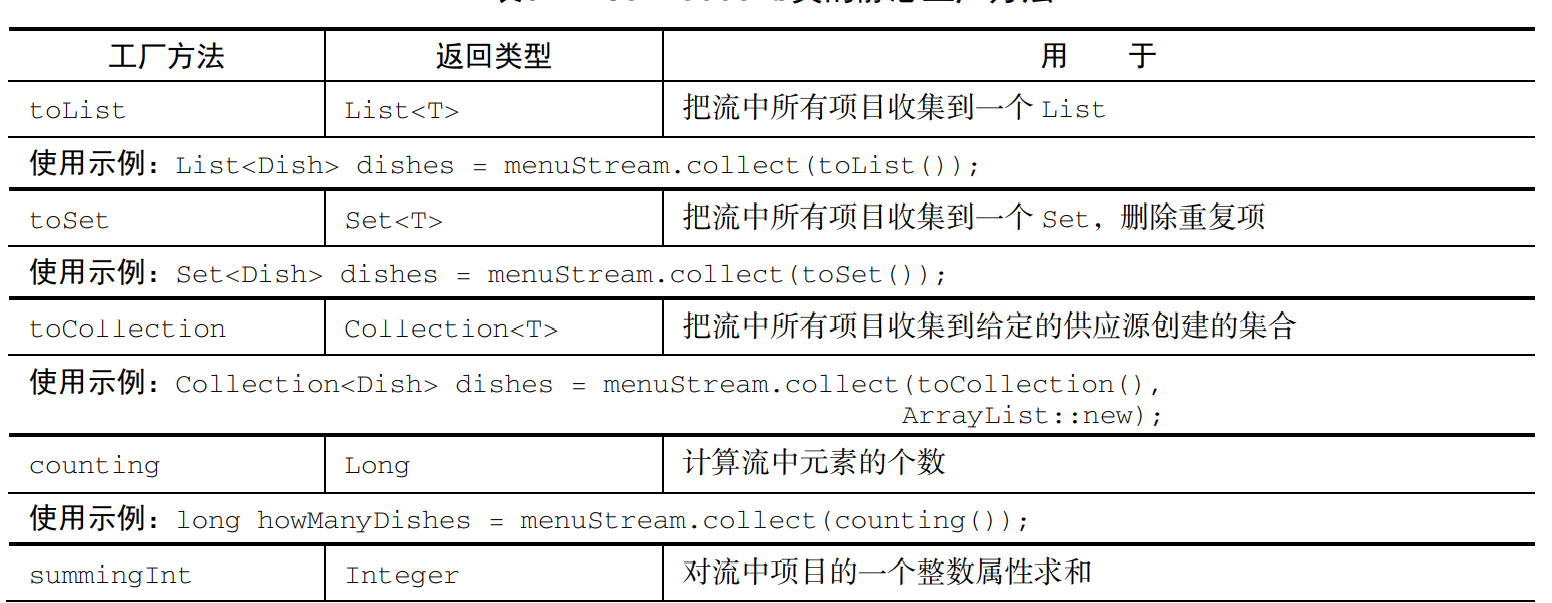 工厂方法 返回类型 用 于
toList List<T> 把流中所有项目收集到一个 List
使用示例：List<Dish> dishes = menuStream.collect(toList());
toSet Set<T> 把流中所有项目收集到一个 Set，删除重复项
使用示例：Set<Dish> dishes = menuStream.collect(toSet());
toCollection Collection<T> 把流中所有项目收集到给定的供应源创建的集合
使用示例：Collection<Dish> dishes = menuStream.collect(toCollection(),
ArrayList::new);
counting Long 计算流中元素的个数
使用示例：long howManyDishes = menuStream.collect(counting());
summingInt Integer 对流中项目的一个整数属性求和